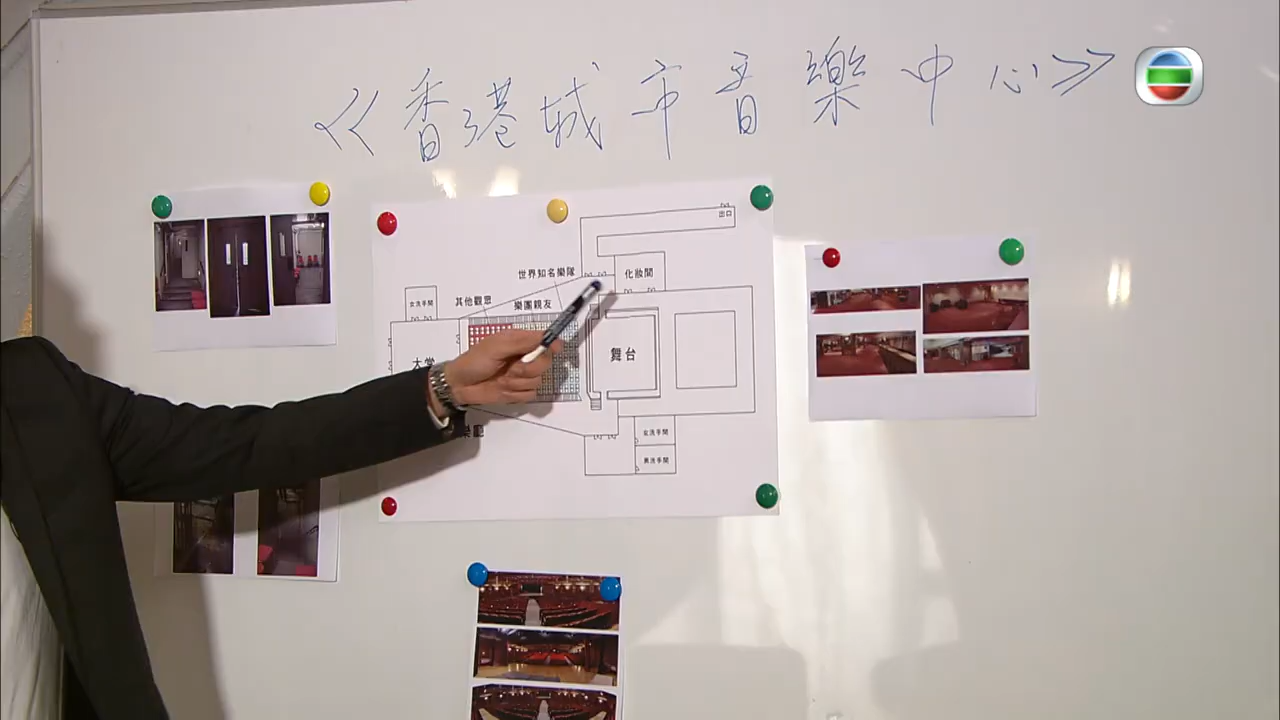 《香港城市音樂中心》
出口
世界知名樂隊
化妝間
女洗手間
其他觀眾
樂團親友
大堂
舞台
女洗手間
男洗手間